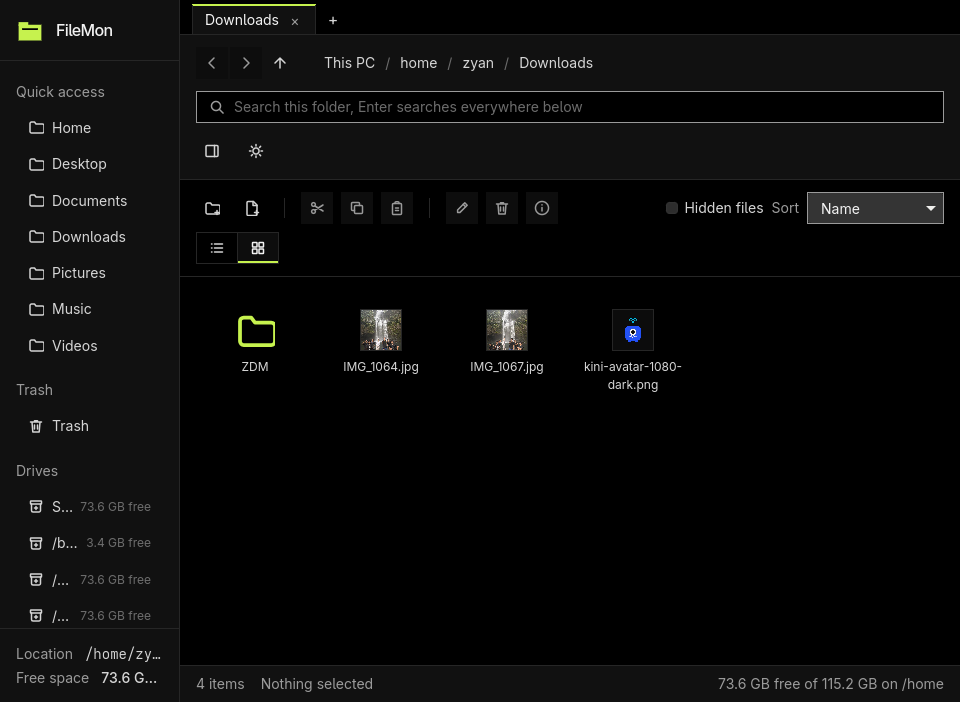 FileMon
Downloads × +
This PC / home / zyan / Downloads
Search this folder, Enter searches everywhere below
Quick access
Home
Desktop
Documents
Downloads
Pictures
Music
Videos
Trash
Trash
Drives
S... 73.6 GB free
/b... 3.4 GB free
/... 73.6 GB free
/... 73.6 GB free
Location /home/zy…
Free space 73.6 G...
Hidden files Sort Name
ZDM
IMG_1064.jpg
IMG_1067.jpg
kini-avatar-1080-
dark.png
4 items Nothing selected
73.6 GB free of 115.2 GB on /home